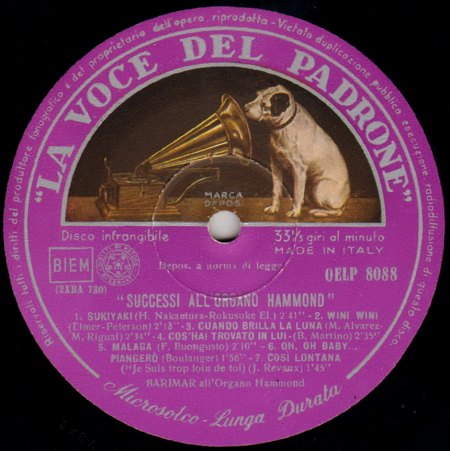 Riservati tutti i diritti del produttore fonografico e del proprietario dell'opera riprodotta - Vietata duplicazione, pubblica esecuzione, radiodiffusione di questo disco
"LA VOCE DEL PADRONE"
MARCA
DEPOS.
Disco infrangibile
33⅓ giri al minuto
MADE IN ITALY
Depos. a norma di legge
BIEM
0ELP 8088
(2XBA 730)
"SUCCESSI ALL'ORGANO HAMMOND"
1. SUKIYAKI (H. Nakamura-Rokusuke EI) 2'41" - 2. WINI WINI
(Elmer-Peterson) 2'13" - 3. CUANDO BRILLA LA LUNA (M. Alvarez-
M. Rigual) 2'34" - 4. COS'HAI TROVATO IN LUI - (B. Martino) 2'35"
5. MALAGA (F. Buongusto) 2'10" - 6. OH, OH BABY...
PIANGERÒ (Boulanger) 1'56" - 7. COSÌ LONTANA
("Je Suis trop loin de toi) (J. Revaux) 1'45"
BARIMAR all'Organo Hammond
Microsolco - Lunga Durata